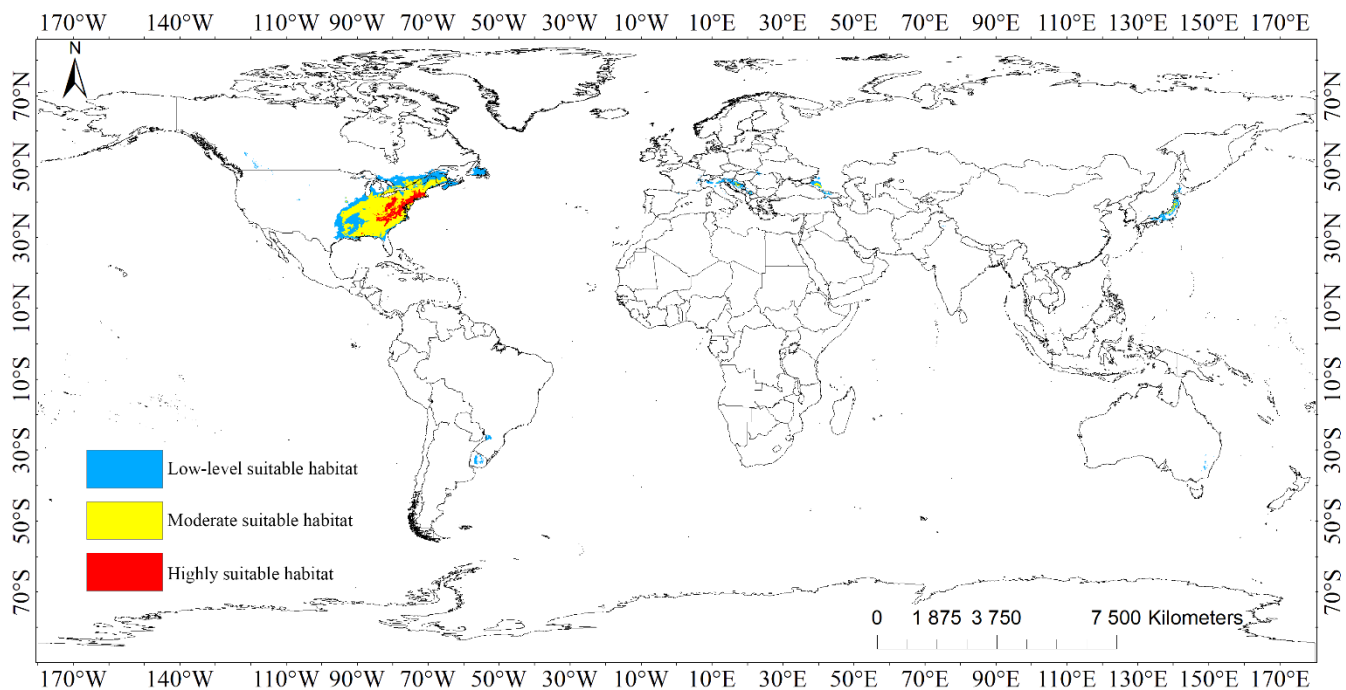 170°W 140°W 110°W 90°W 70°W 50°W 30°W 10°W 10°E 30°E 50°E 70°E 90°E 110°E 130°E 170°E
N
70°N 70°N
50°N 50°N
30°N 30°N
10°N 10°N
10°S 10°S
30°S 30°S
Low-level suitable habitat
50°S 50°S
Moderate suitable habitat
Highly suitable habitat
70°S 70°S
0 1 875 3 750 7 500 Kilometers
170°W 140°W 110°W 90°W 70°W 50°W 30°W 10°W 10°E 30°E 50°E 70°E 90°E 110°E 130°E 170°E